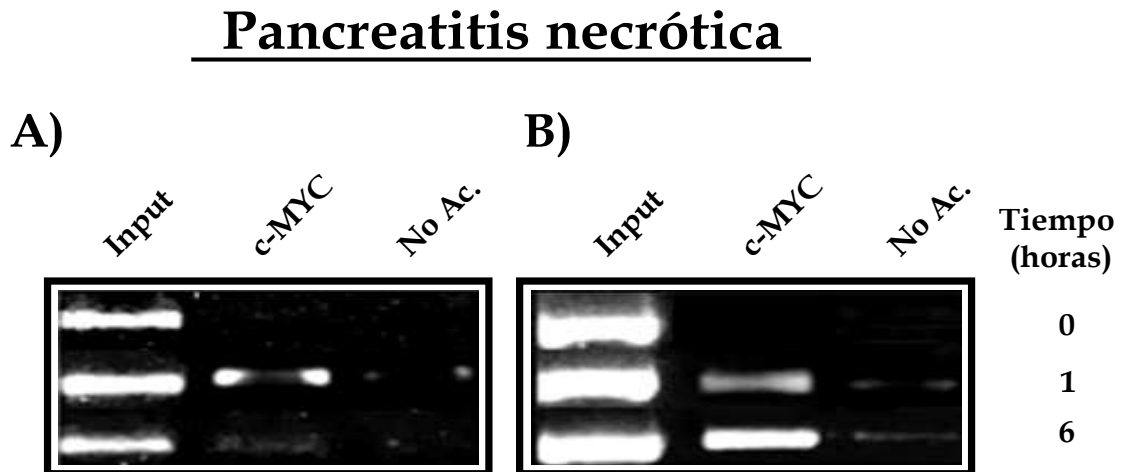 Pancreatitis necrótica
A)
B)
Input
c-MYC
No Ac.
Input
c-MYC
No Ac.
Tiempo
(horas)
0
1
6